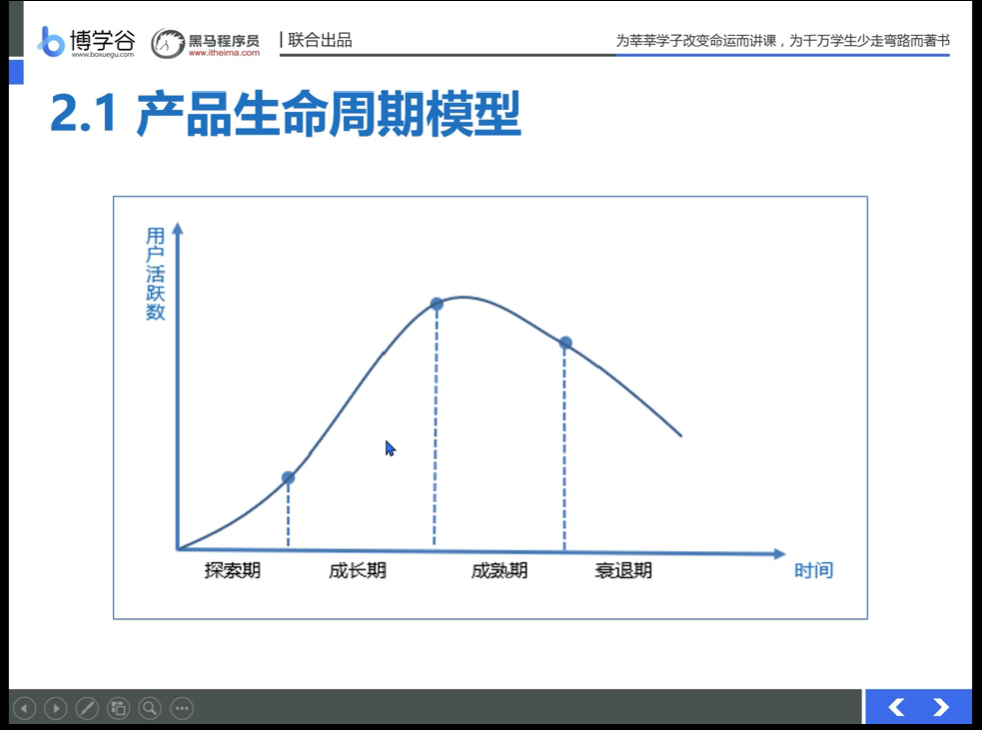 博学谷
www.boxuegu.com
黑马程序员
www.itheima.com
联合出品
为莘莘学子改变命运而讲课，为千万学生少走弯路而著书
2.1 产品生命周期模型
用户活跃数
探索期 成长期 成熟期 衰退期
时间